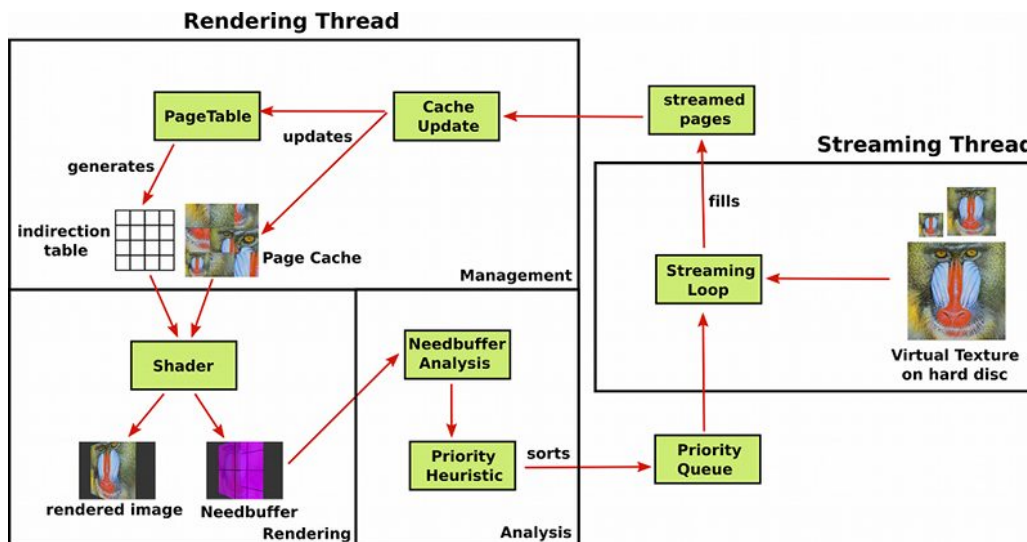 Rendering Thread
PageTable
Cache
Update
streamed
pages
updates
generates
Streaming Thread
fills
indirection
table
Page Cache
Management
Streaming
Loop
Virtual Texture
on hard disc
Shader
Needbuffer
Analysis
Priority
Heuristic
sorts
Priority
Queue
rendered image
Needbuffer
Rendering
Analysis